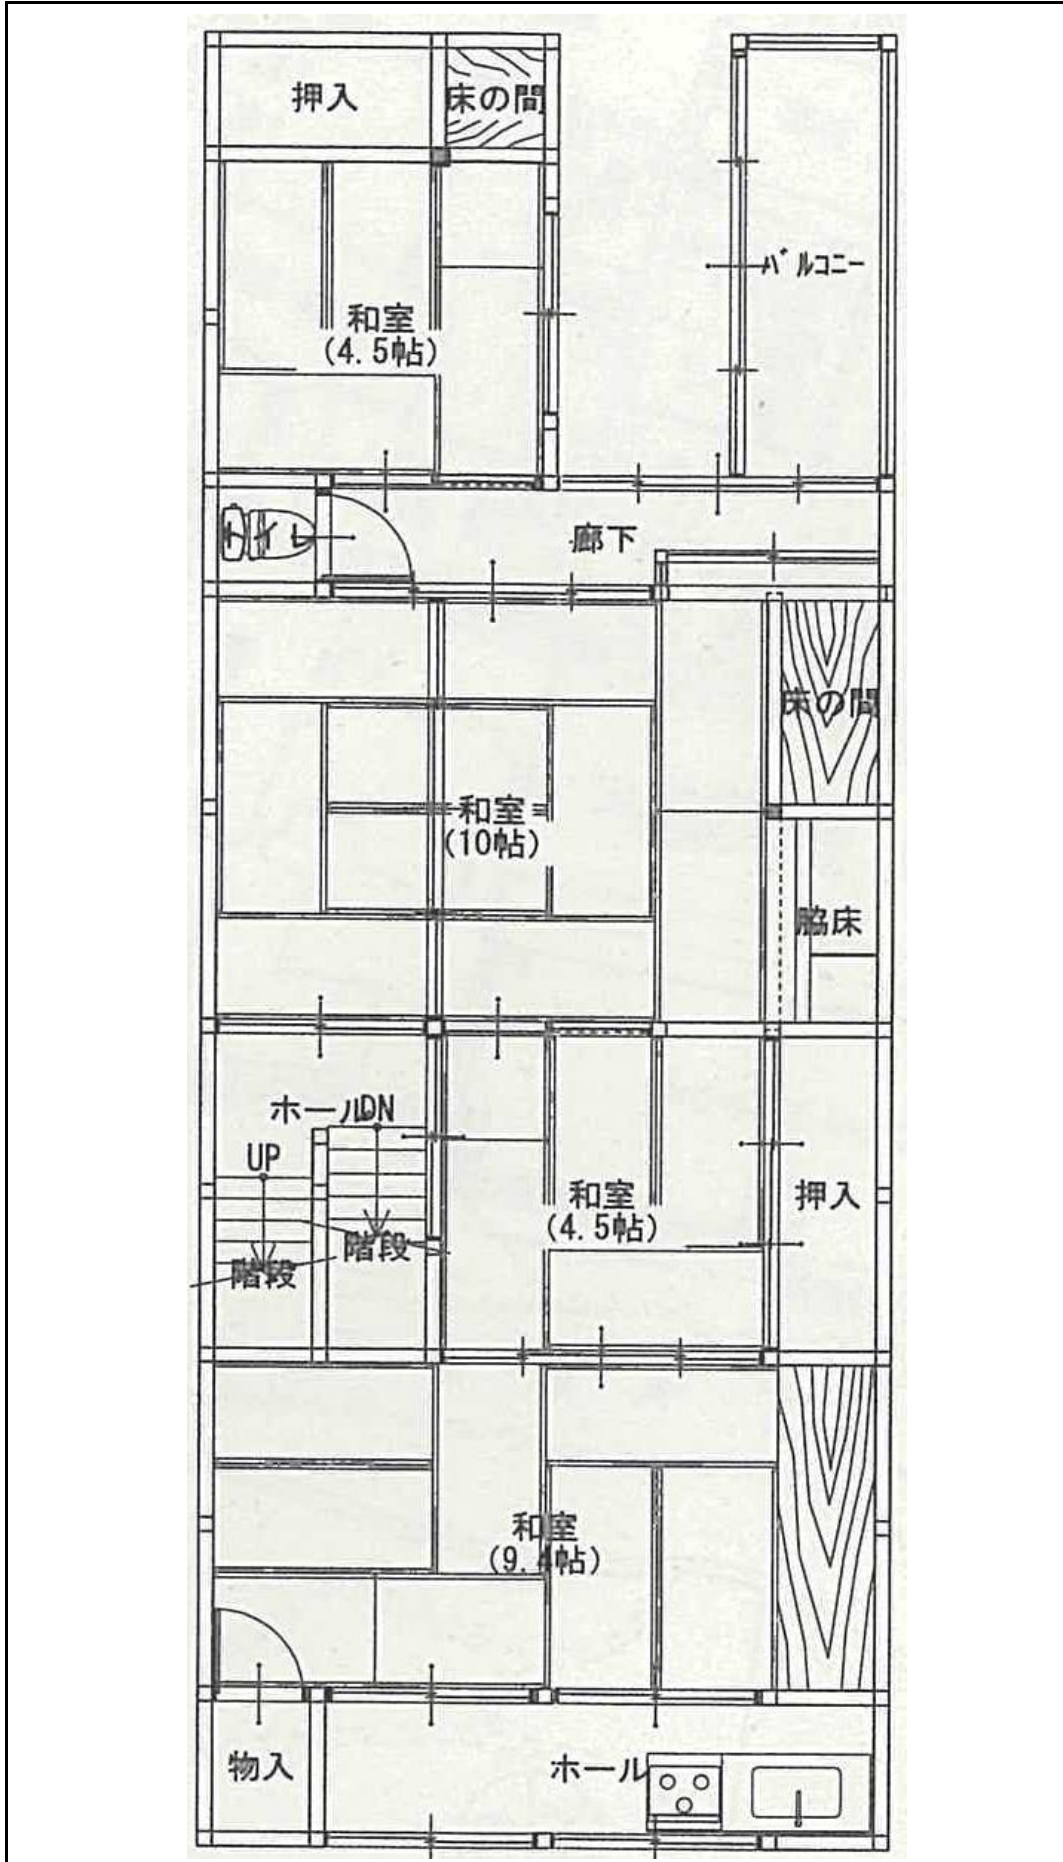 押入
床の間
バルコニー
和室
(4.5帖)
トイレ
廊下
床の間
和室
(10帖)
脇床
ホール
DN
UP
和室
(4.5帖)
押入
階段
階段
和室
(9.4帖)
物入
ホール